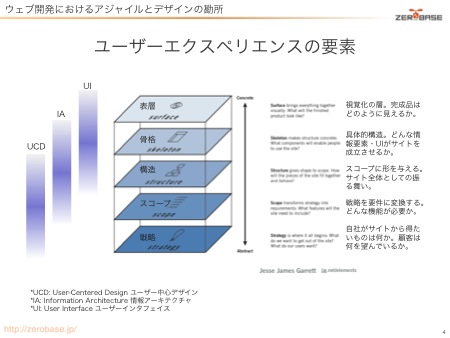 ウェブ開発におけるアジャイルとデザインの勘所
ZEROBASE
ユーザーエクスペリエンスの要素
UI
IA
UCD
表層
surface
骨格
skeleton
構造
structure
スコープ
scope
戦略
strategy
Concrete
Abstract
Surface brings everything together
visually: What will the finished
product look like?
Skeleton makes structure concrete:
What components will enable people
to use the site?
Structure gives shape to scope: How
will the pieces of the site fit together
and behave?
Scope transforms strategy into
requirements: What features will the
site need to include?
Strategy is where it all begins: What
do we want to get out of the site?
What do our users want?
視覚化の層。完成品は
どのように見えるか。
具体的構造。どんな情
報要素・UIがサイトを
成立させるか。
スコープに形を与える。
サイト全体としての振
る舞い。
戦略を要件に変換する。
どんな機能が必要か。
自社がサイトから得た
いものは何か。顧客は
何を望んでいるか。
Jesse James Garrett
*UCD: User-Centered Design ユーザー中心デザイン
*IA: Information Architecture 情報アーキテクチャ
*UI: User Interface ユーザーインタフェイス
http://zerobase.jp/
4